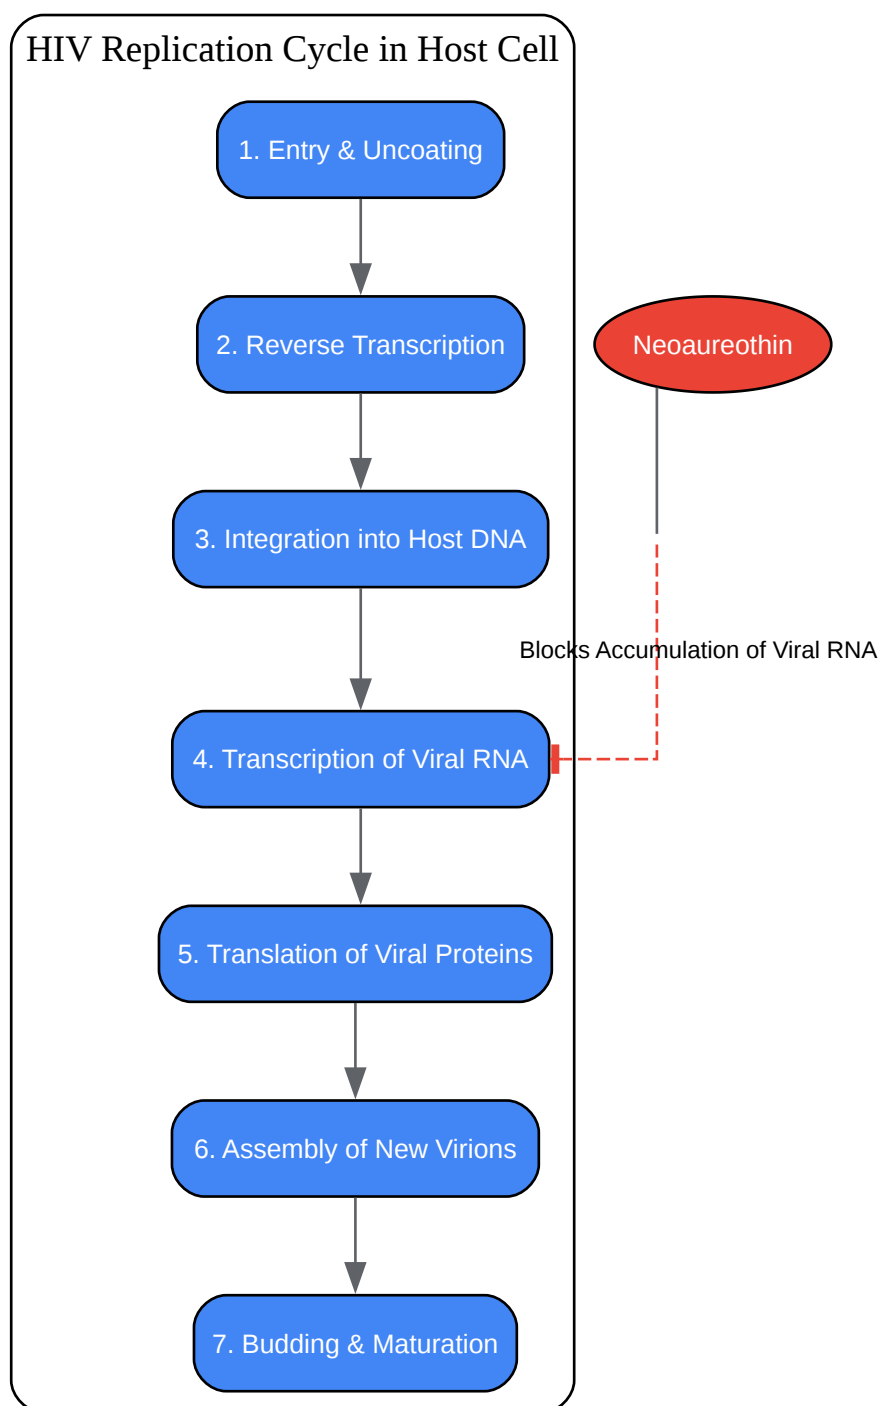 HIV Replication Cycle in Host Cell
1. Entry & Uncoating
2. Reverse Transcription
Neoaureothin
3. Integration into Host DNA
Blocks Accumulation of Viral RNA
4. Transcription of Viral RNA
5. Translation of Viral Proteins
6. Assembly of New Virions
7. Budding & Maturation